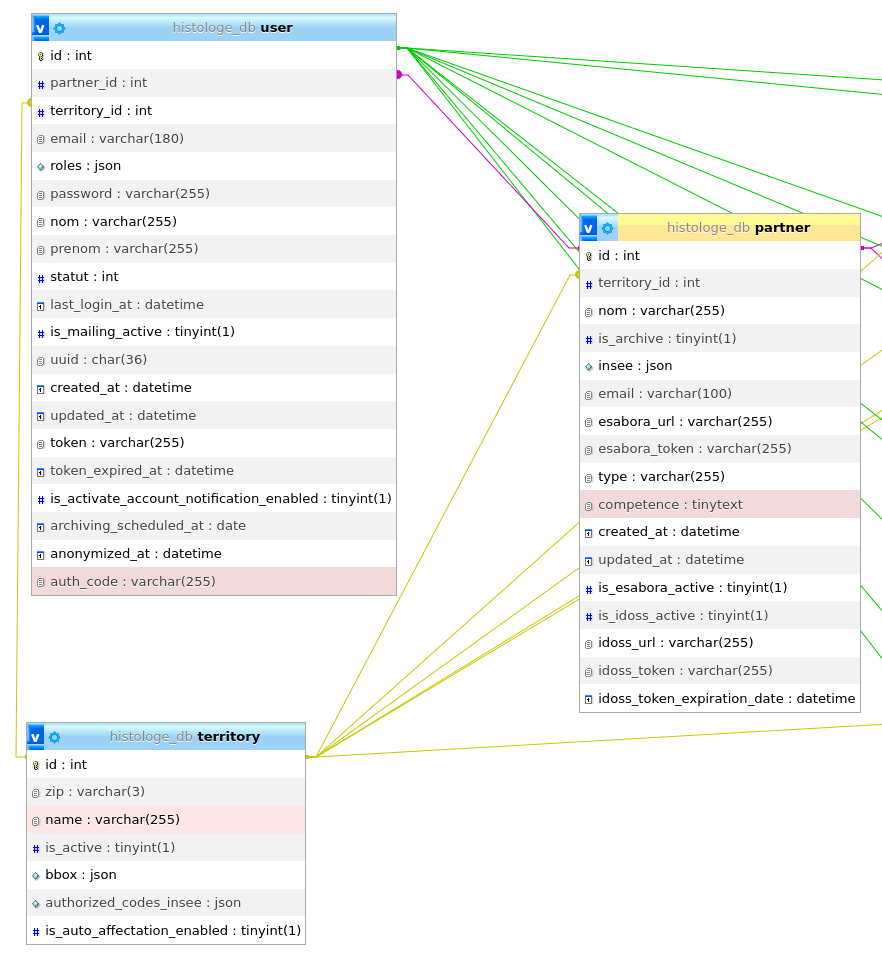 v histologe_db user
id : int
partner_id : int
territory_id : int
email : varchar(180)
roles : json
password : varchar(255)
nom : varchar(255)
prenom : varchar(255)
statut : int
last_login_at : datetime
is_mailing_active : tinyint(1)
uuid : char(36)
created_at : datetime
updated_at : datetime
token : varchar(255)
token_expired_at : datetime
is_activate_account_notification_enabled : tinyint(1)
archiving_scheduled_at : date
anonymized_at : datetime
auth_code : varchar(255)
v histologe_db partner
id : int
territory_id : int
nom : varchar(255)
is_archive : tinyint(1)
insee : json
email : varchar(100)
esabora_url : varchar(255)
esabora_token : varchar(255)
type : varchar(255)
competence : tinytext
created_at : datetime
updated_at : datetime
is_esabora_active : tinyint(1)
is_idoss_active : tinyint(1)
idoss_url : varchar(255)
idoss_token : varchar(255)
idoss_token_expiration_date : datetime
v histologe_db territory
id : int
zip : varchar(3)
name : varchar(255)
is_active : tinyint(1)
bbox : json
authorized_codes_insee : json
is_auto_affectation_enabled : tinyint(1)